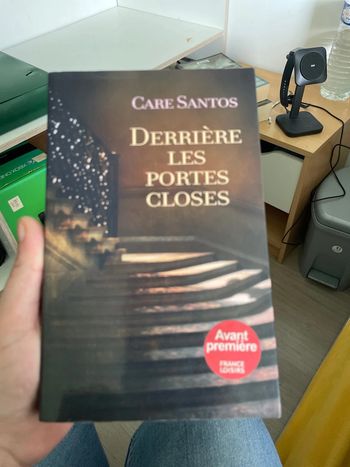 CARE SANTOS
DERRIÈRE
LES
PORTES
CLOSES
Avant
première
FRANCE
LOISIRS